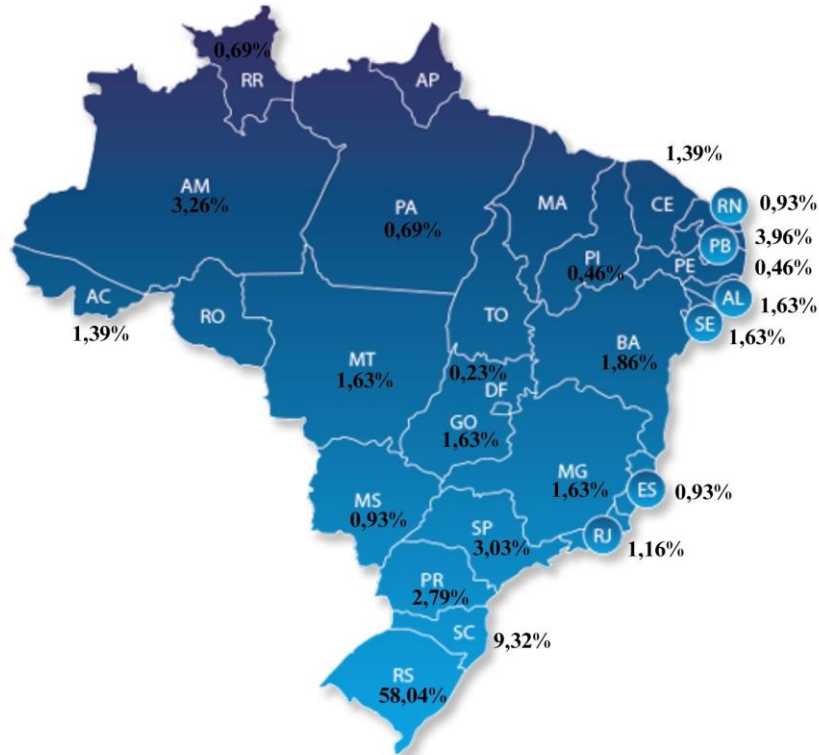 0,69%
RR
AP
1,39%
AM
3,26%
PA
0,69%
MA
CE
RN
0,93%
PB
3,96%
PI
0,46%
PE
0,46%
AC
1,39%
RO
TO
AL
1,63%
SE
1,63%
BA
1,86%
MT
1,63%
0,23%
DF
GO
1,63%
MG
1,63%
ES
0,93%
MS
0,93%
SP
3,03%
RJ
1,16%
PR
2,79%
SC
9,32%
RS
58,04%